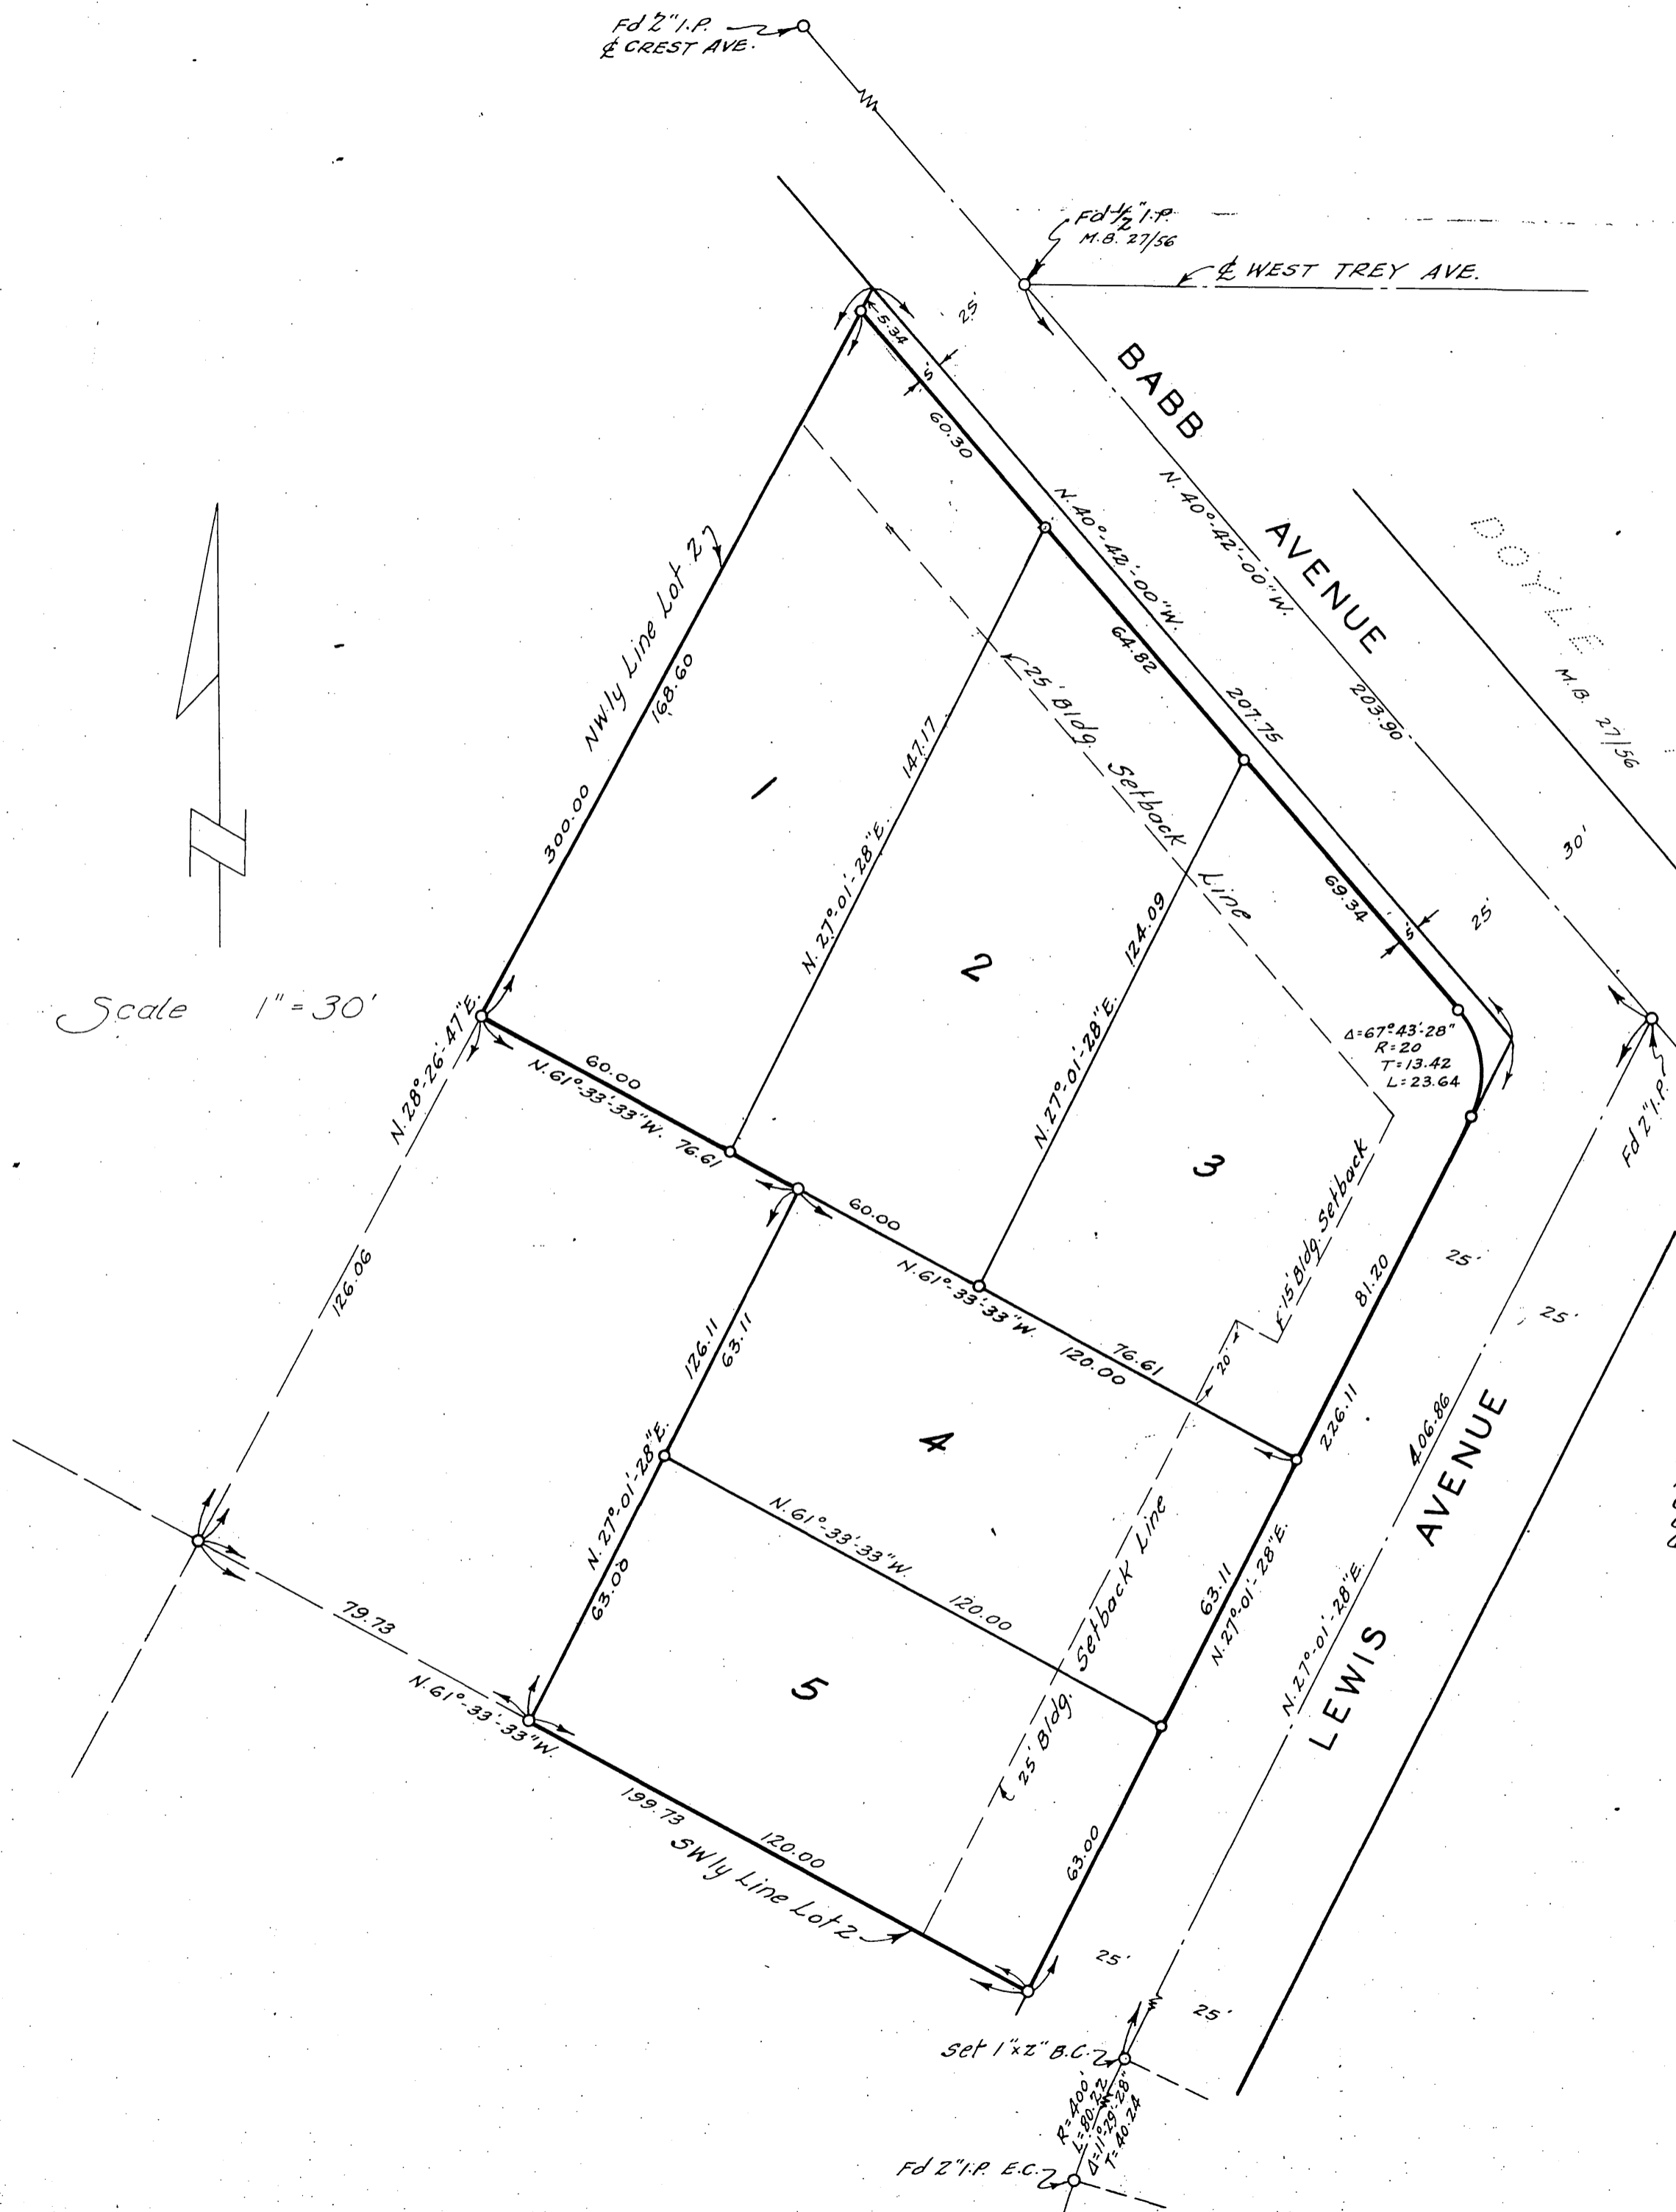 Fd 2" I.P.
℄ CREST AVE.
Fd ½" I.P.
M.B. 27/56
℄ WEST TREY AVE.
25'
5.34
5'
BABB AVENUE
60.30
N. 40°-42'-00"W.
N. 40°-42'-00"W.
DOYLE
M.B. 27/56
NW'ly Line Lot 2
168.60
300.00
64.82
207.75
203.90
25' Bldg. Setback Line
147.17
N. 27°-01'-28"E.
1
2
124.09
N. 27°-01'-28"E.
69.34
5'
25'
30'
Scale 1" = 30'
N. 28°-26'-47"E.
60.00
N. 61°-33'-33"W. 76.61
Δ=67°-43'-28"
R=20
T=13.42
L=23.64
Fd 2" I.P.
3
15' Bldg. Setback
60.00
N. 61°-33'-33"W.
76.61
120.00
20'
81.20
25'
25'
126.06
126.11
63.11
N. 27°-01'-28"E.
63.00
4
226.11
406.86
N. 61°-33'-33"W.
120.00
63.11
N. 27°-01'-28"E.
N. 27°-01'-28"E.
LEWIS AVENUE
79.73
N. 61°-33'-33"W.
5
25' Bldg. Setback Line
199.73
120.00
SWly Line Lot 2
63.00
25'
25'
Set 1"x2" B.C.
R=400'
L=80.22
Δ=11°-29'-28"
T=40.24
Fd 2" I.P. E.C.